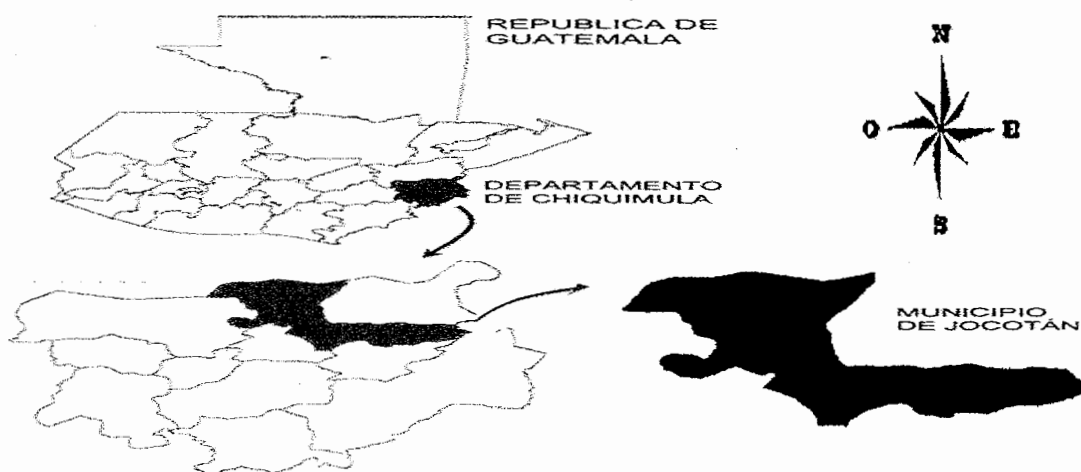 REPUBLICA DE
GUATEMALA
N
O
E
S
DEPARTAMENTO
DE CHIQUIMULA
MUNICIPIO
DE JOCOTÁN